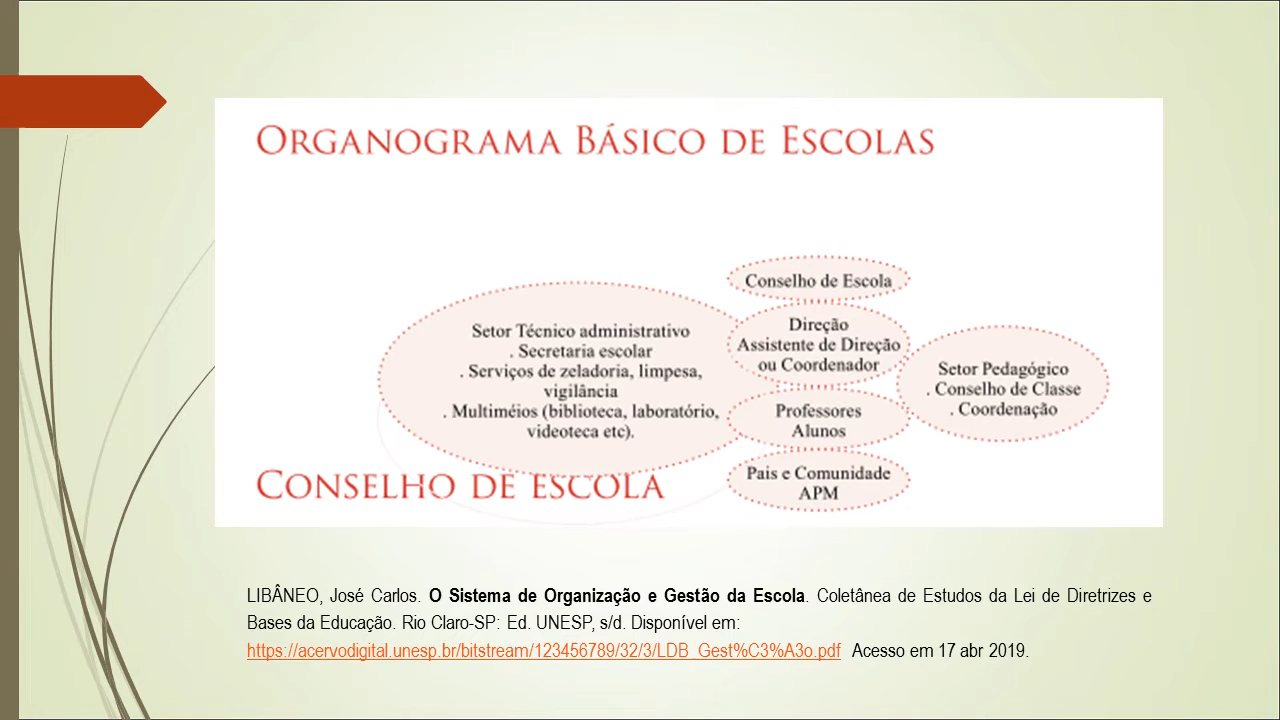 ORGANOGRAMA BÁSICO DE ESCOLAS
Conselho de Escola
Setor Técnico administrativo
. Secretaria escolar
. Serviços de zeladoria, limpesa,
vigilância
. Multiméios (biblioteca, laboratório,
videoteca etc).
Direção
Assistente de Direção
ou Coordenador
Setor Pedagógico
. Conselho de Classe
. Coordenação
Professores
Alunos
Pais e Comunidade
APM
CONSELHO DE ESCOLA
LIBÂNEO, José Carlos. O Sistema de Organização e Gestão da Escola. Coletânea de Estudos da Lei de Diretrizes e
Bases da Educação. Rio Claro-SP: Ed. UNESP, s/d. Disponível em:
https://acervodigital.unesp.br/bitstream/123456789/32/3/LDB_Gest%C3%A3o.pdf Acesso em 17 abr 2019.